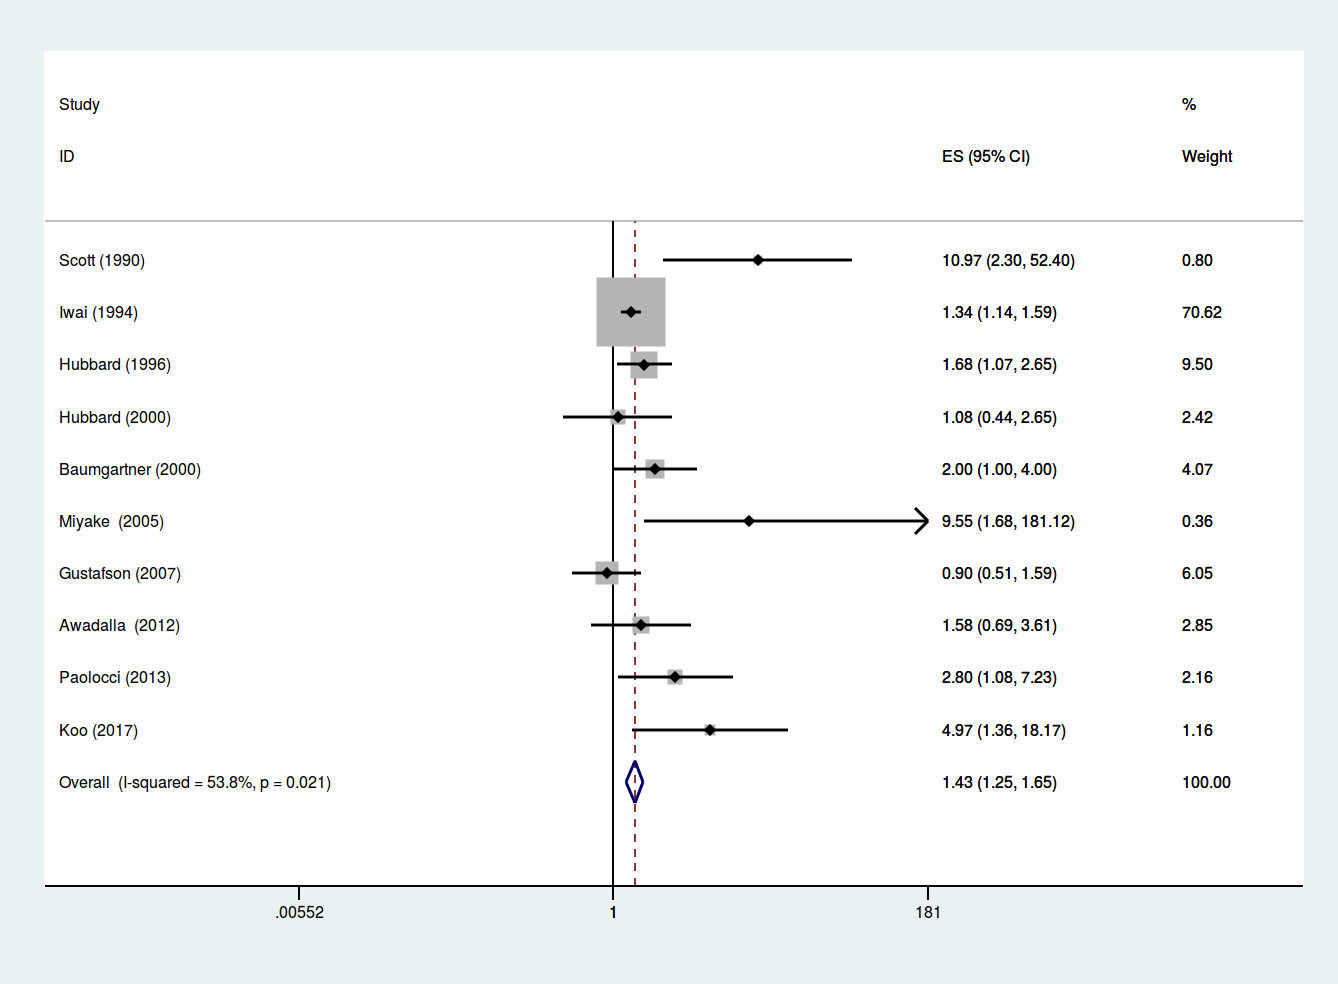 Study %
ID ES (95% CI) Weight
Scott (1990) 10.97 (2.30, 52.40) 0.80
Iwai (1994) 1.34 (1.14, 1.59) 70.62
Hubbard (1996) 1.68 (1.07, 2.65) 9.50
Hubbard (2000) 1.08 (0.44, 2.65) 2.42
Baumgartner (2000) 2.00 (1.00, 4.00) 4.07
Miyake (2005) 9.55 (1.68, 181.12) 0.36
Gustafson (2007) 0.90 (0.51, 1.59) 6.05
Awadalla (2012) 1.58 (0.69, 3.61) 2.85
Paolocci (2013) 2.80 (1.08, 7.23) 2.16
Koo (2017) 4.97 (1.36, 18.17) 1.16
Overall (I-squared = 53.8%, p = 0.021) 1.43 (1.25, 1.65) 100.00
.00552 1 181